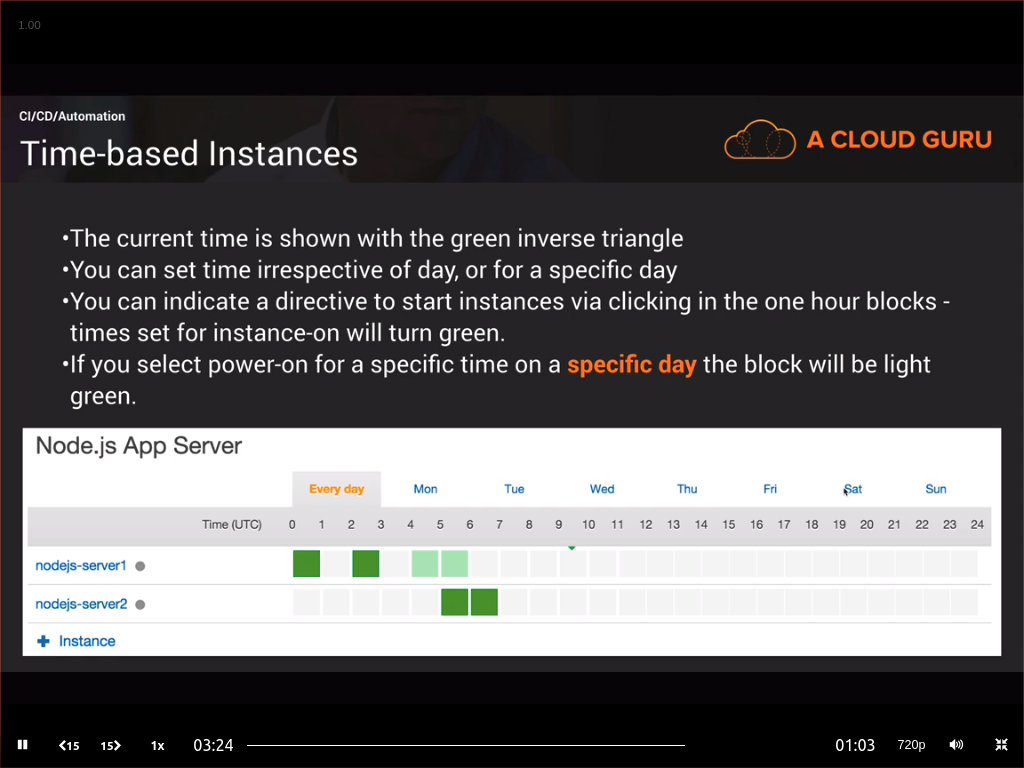 1.00
CI/CD/Automation
Time-based Instances
A CLOUD GURU
•The current time is shown with the green inverse triangle
•You can set time irrespective of day, or for a specific day
•You can indicate a directive to start instances via clicking in the one hour blocks -
times set for instance-on will turn green.
•If you select power-on for a specific time on a specific day the block will be light
green.
Node.js App Server
Every day Mon Tue Wed Thu Fri Sat Sun
Time (UTC) 0 1 2 3 4 5 6 7 8 9 10 11 12 13 14 15 16 17 18 19 20 21 22 23 24
nodejs-server1
nodejs-server2
+ Instance
15 15 1x 03:24 01:03 720p